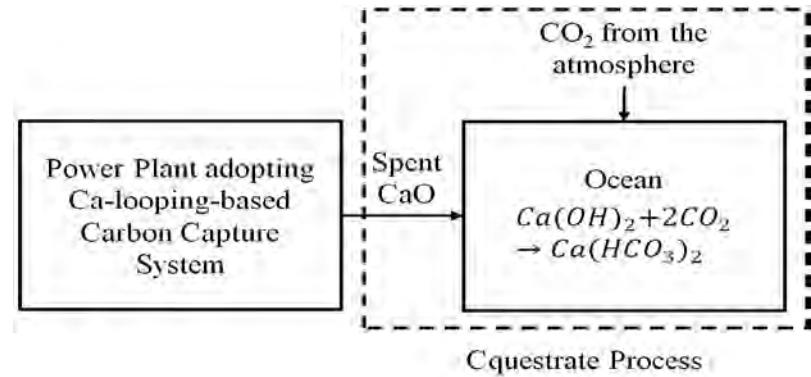 CO₂ from the
atmosphere
Power Plant adopting
Ca-looping-based
Carbon Capture
System
Spent
CaO
Ocean
Ca(OH)₂+2CO₂
→ Ca(HCO₃)₂
Cquestrate Process